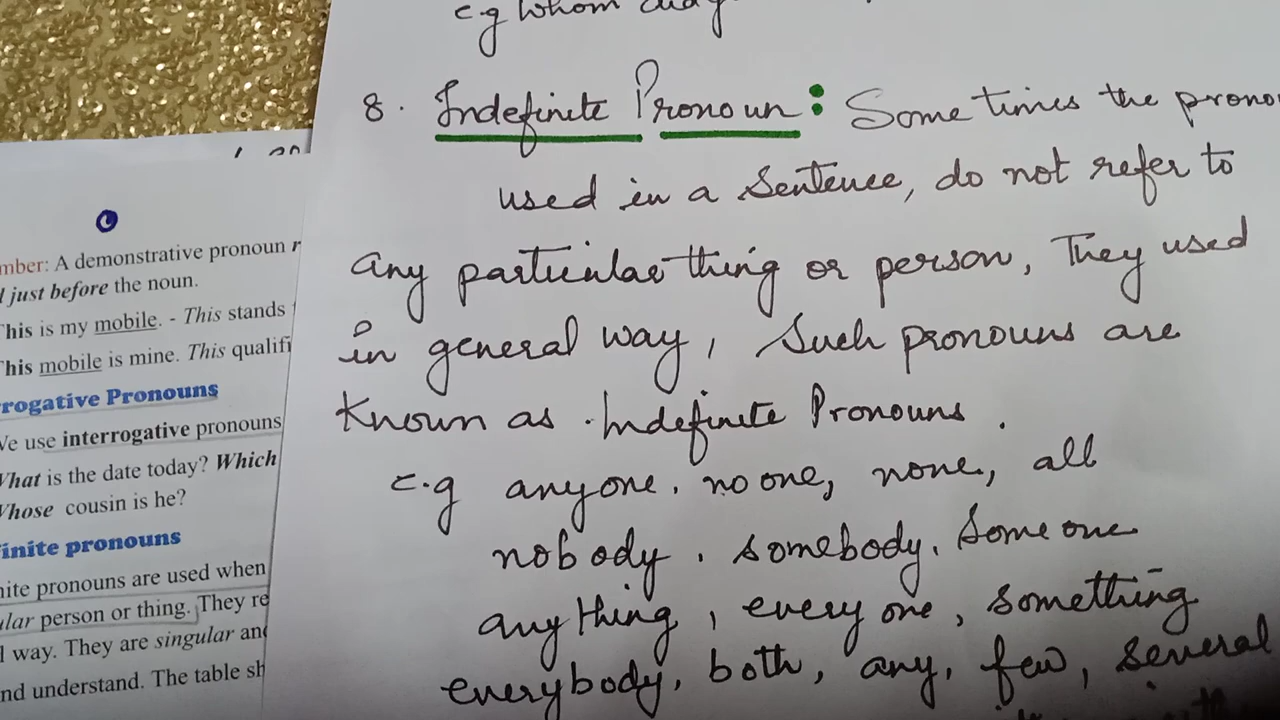 e.g Whom did
8. Indefinite Pronoun: Some times the prono
used in a Sentence, do not refer to
any particular thing or person, They used
in general way, Such pronouns are
Known as Indefinite Pronouns.
e.g anyone, no one, none, all
nobody, somebody, Some one
anything, every one, something
everybody, both, any, few, several
mber: A demonstrative pronoun r
l just before the noun.
This is my mobile. - This stands
This mobile is mine. This qualifi
rrogative Pronouns
We use interrogative pronouns
What is the date today? Which
Whose cousin is he?
finite pronouns
nite pronouns are used when
ular person or thing. They re
l way. They are singular and
nd understand. The table sh